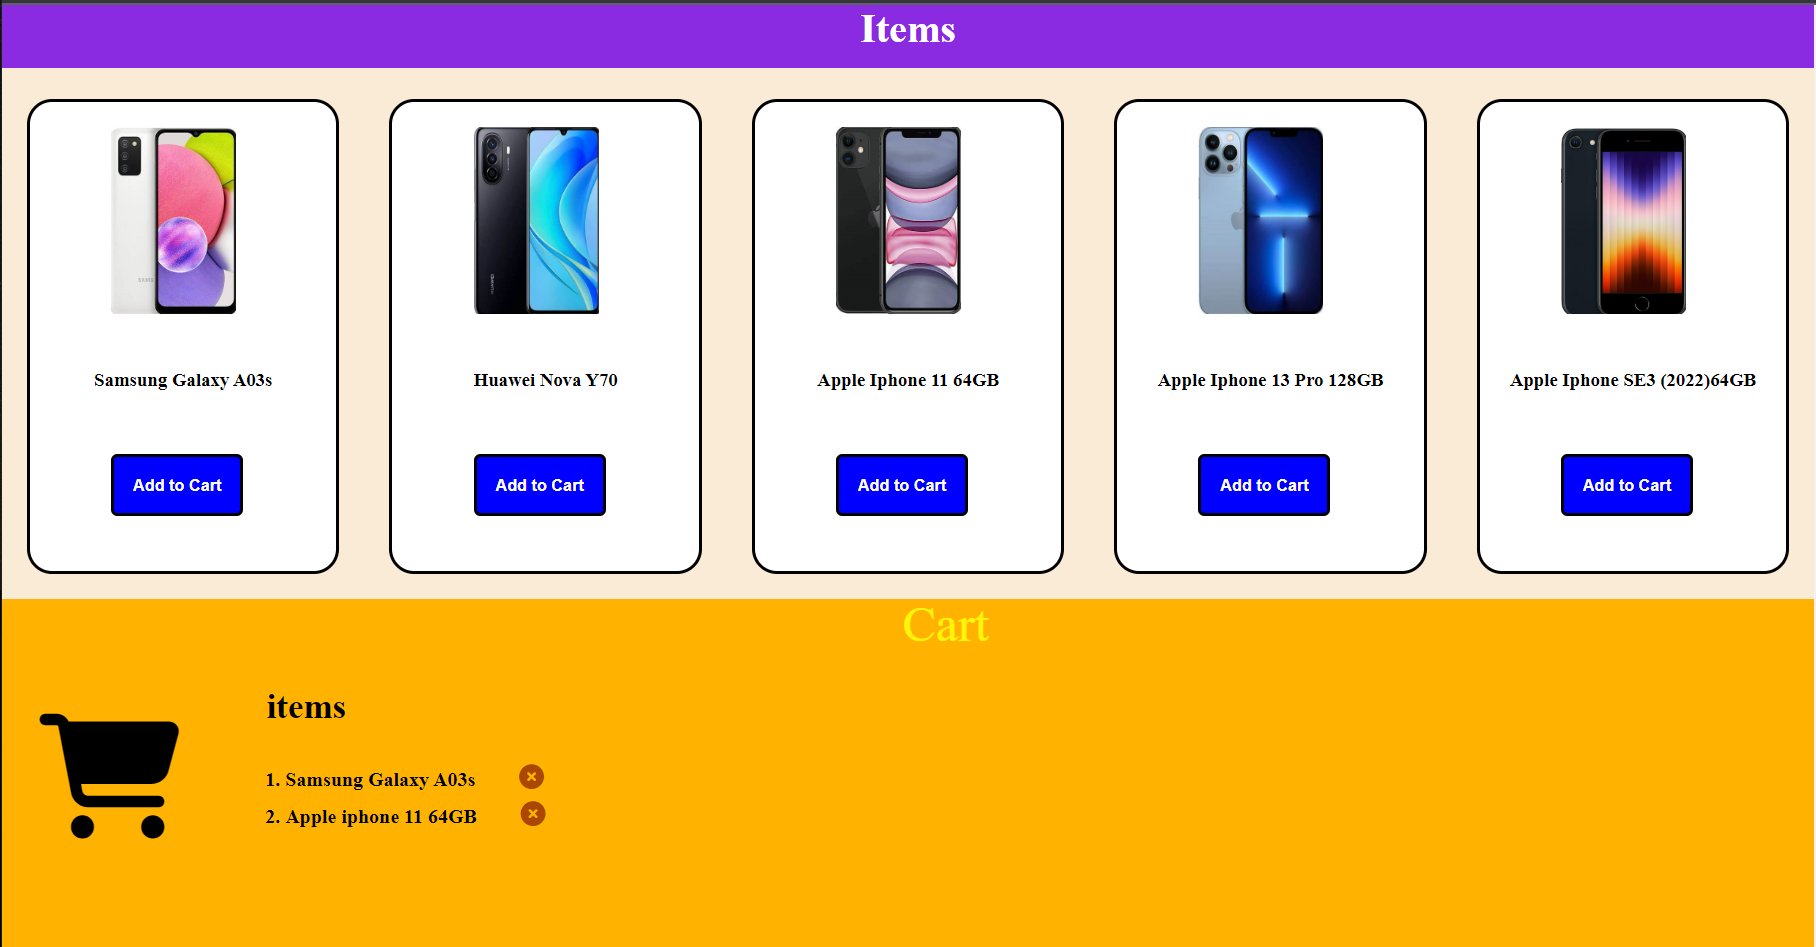 Items
Samsung Galaxy A03s
Huawei Nova Y70
Apple Iphone 11 64GB
Apple Iphone 13 Pro 128GB
Apple Iphone SE3 (2022)64GB
Add to Cart
Add to Cart
Add to Cart
Add to Cart
Add to Cart
Cart
items
1. Samsung Galaxy A03s
2. Apple iphone 11 64GB